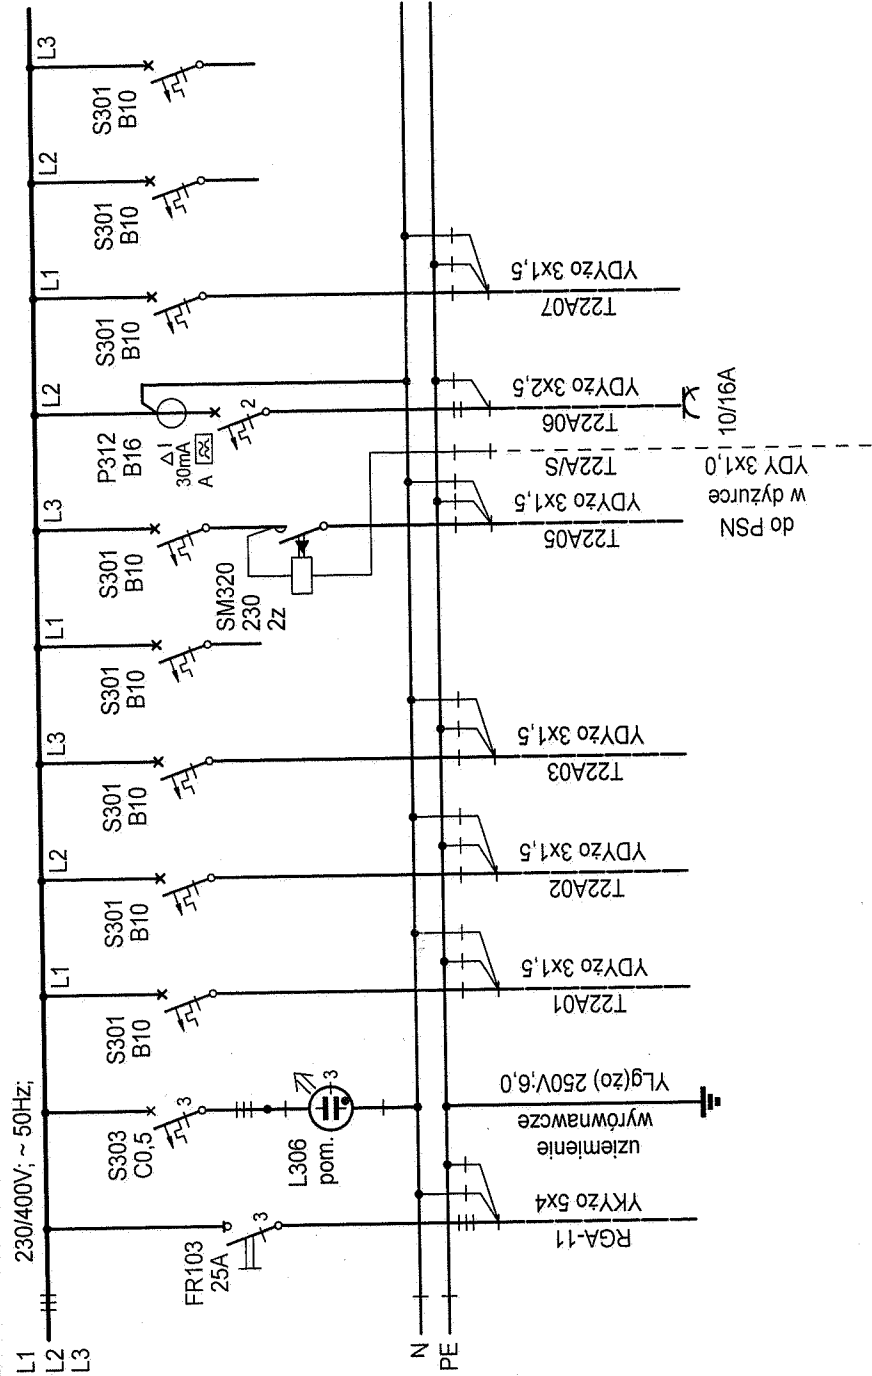 L1
L2
L3
230/400V; ~ 50Hz;
N
PE
FR103
25A
3
RGA-11
YKYżo 5x4
S303
C0,5
3
L306
pom.
3
uziemienie
wyrównawcze
YLg(żo) 250V;6,0
L1
S301
B10
T22A01
YDYżo 3x1,5
L2
S301
B10
T22A02
YDYżo 3x1,5
L3
S301
B10
T22A03
YDYżo 3x1,5
L1
S301
B10
L3
S301
B10
SM320
230
2z
T22A05
YDYżo 3x1,5
T22A/S
do PSN
w dyżurce
YDY 3x1,0
L2
P312
B16
Δ I
30mA
A
2
T22A06
YDYżo 3x2,5
10/16A
L1
S301
B10
T22A07
YDYżo 3x1,5
L2
S301
B10
L3
S301
B10